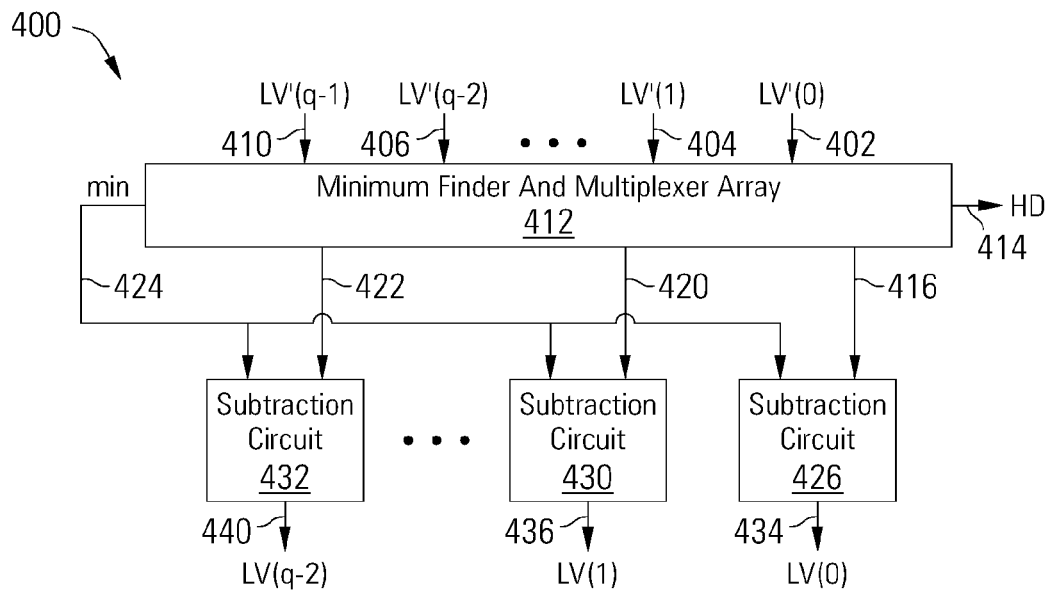 400
LV'(q-1) LV'(q-2) LV'(1) LV'(0)
410 406 404 402
min Minimum Finder And Multiplexer Array
412
HD
414
424 422 420 416
Subtraction Circuit 432
Subtraction Circuit 430
Subtraction Circuit 426
440 436 434
LV(q-2) LV(1) LV(0)